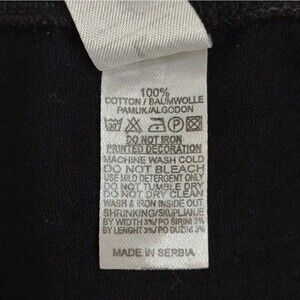 100%
COTTON / BAUMWOLLE
PAMUK/ALGODON
DO NOT IRON
PRINTED DECORATION
MACHINE WASH COLD
DO NOT BLEACH
USE MILD DETERGENT ONLY
DO NOT TUMBLE DRY
DO NOT DRY CLEAN
WASH & IRON INSIDE OUT
SHRUNKING/SKUPLJANJE
BY WIDTH 3%/PO SIRINI 3%
BY LENGHT 3%/PO DUZINI 3%
MADE IN SERBIA